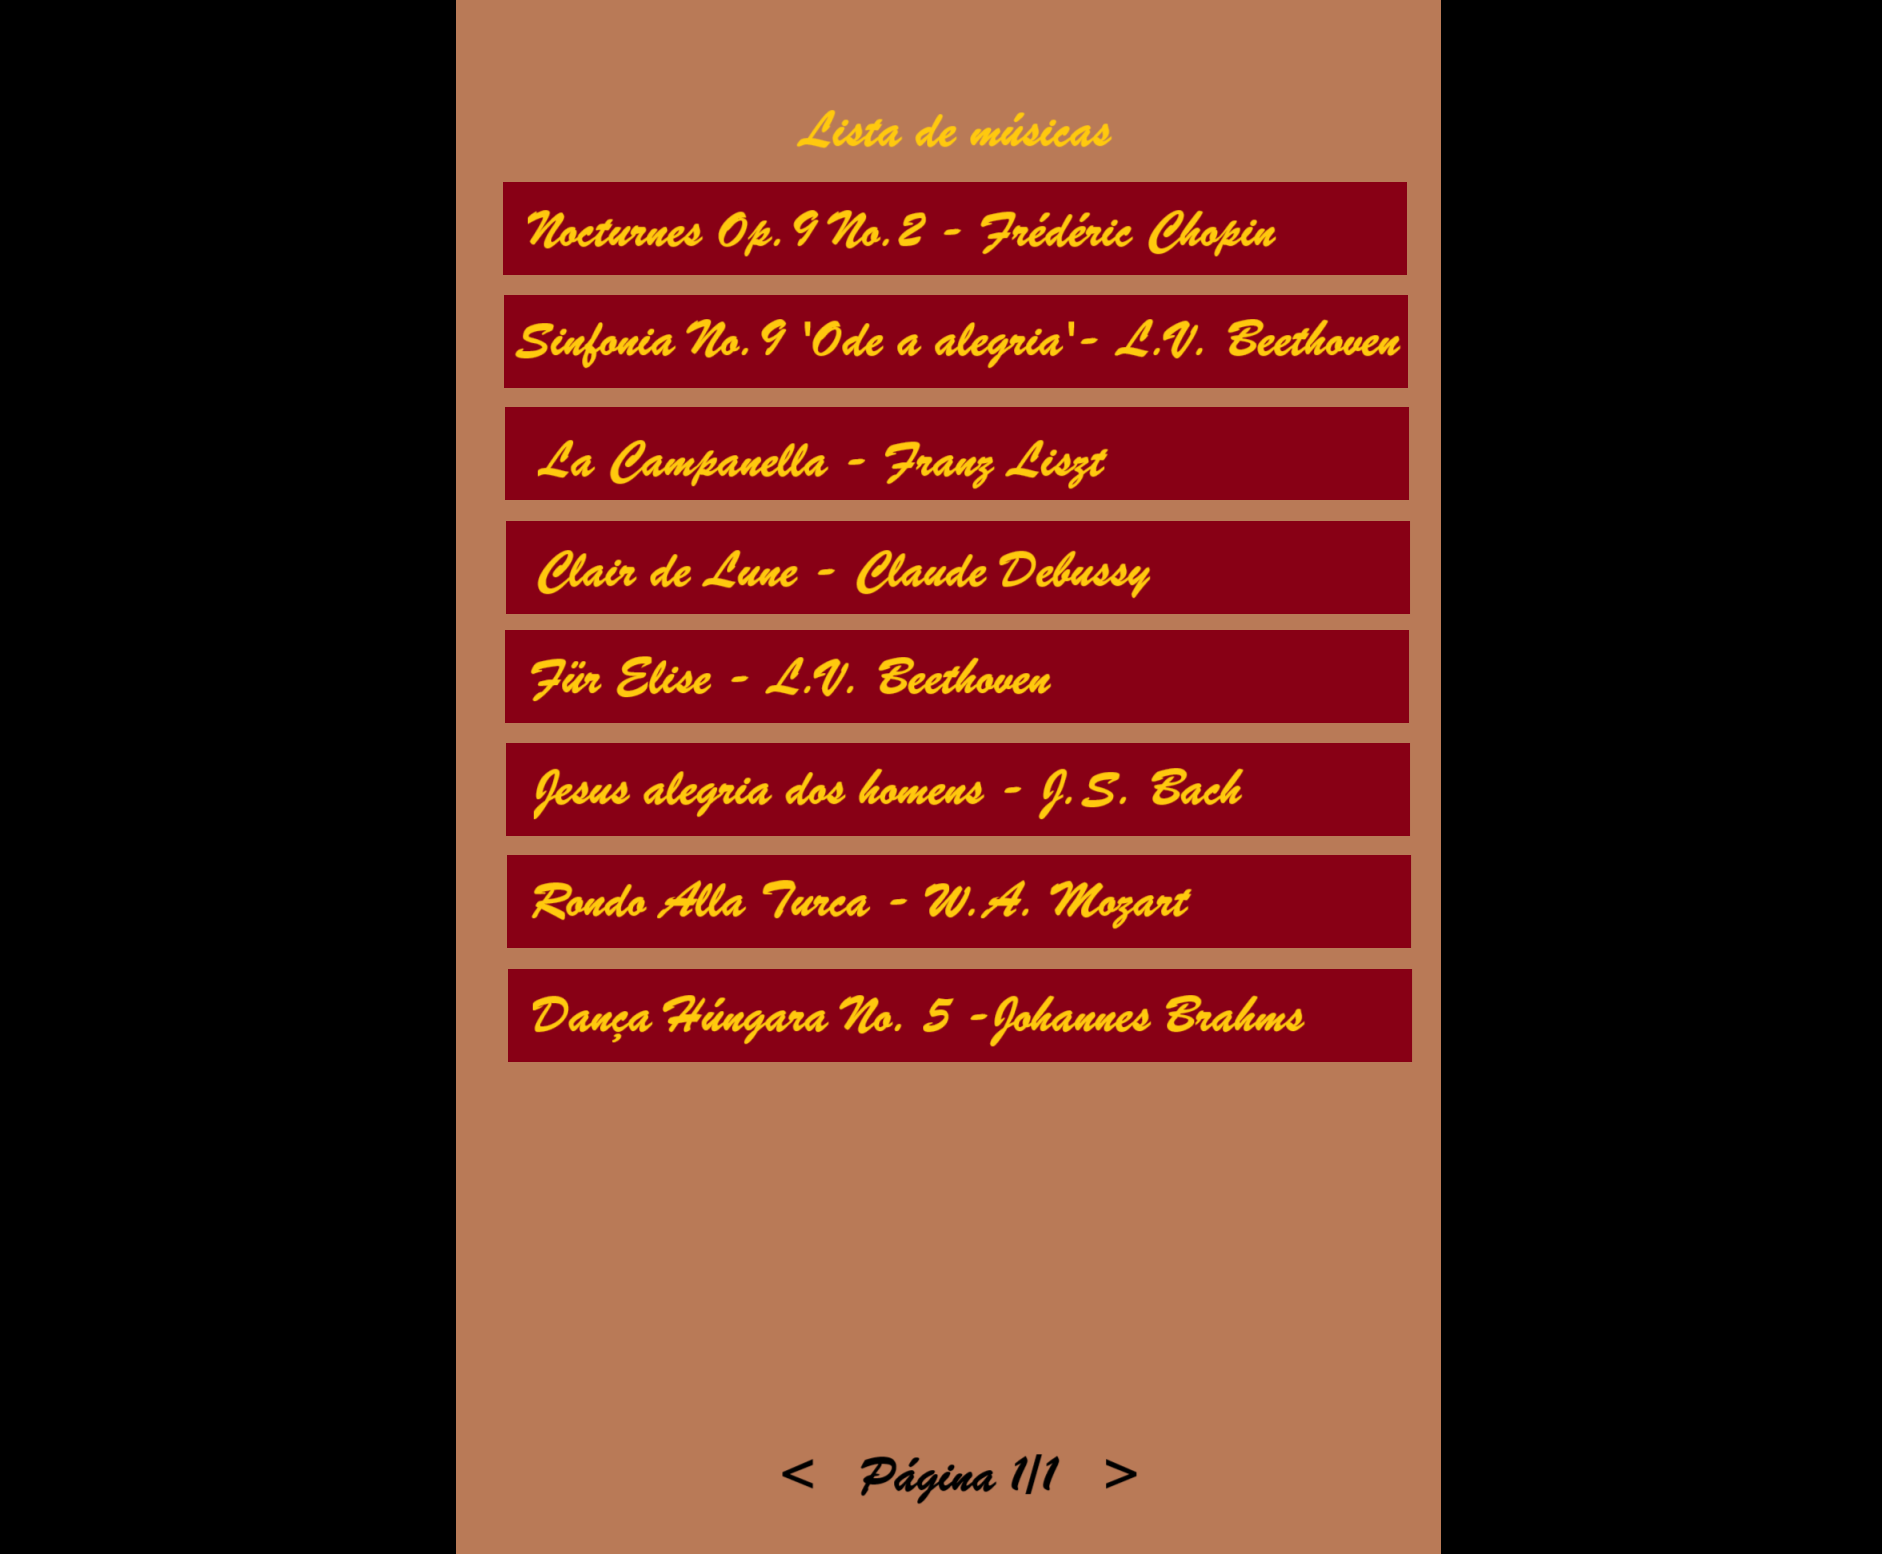 Lista de músicas
Nocturnes Op. 9 No. 2 - Frédéric Chopin
Sinfonia No. 9 'Ode a alegria'- L.V. Beethoven
La Campanella - Franz Liszt
Clair de Lune - Claude Debussy
Für Elise - L.V. Beethoven
Jesus alegria dos homens - J.S. Bach
Rondo Alla Turca - W.A. Mozart
Dança Húngara No. 5 -Johannes Brahms
< Página 1/1 >